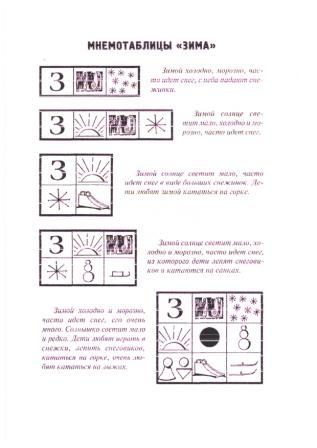 МНЕМОТАБЛИЦЫ «ЗИМА»
З
Зимой холодно, морозно, час-
то идет снег, с неба падают сне-
жинки.
З
Зимой солнце све-
тит мало, холодно и мо-
розно, часто идет снег.
З
Зимой солнце светит мало, часто
идет снег в виде больших снежинок. Де-
ти любят зимой кататься на горке.
З
Зимой солнце светит мало, хо-
лодно и морозно, часто идет снег,
из которого дети лепят снегови-
ков и катаются на санках.
Зимой холодно и морозно,
часто идет снег, его очень
много. Солнышко светит мало
и редко. Дети любят играть в
снежки, лепить снеговиков,
кататься на горке, очень лю-
бят кататься на лыжах.
З